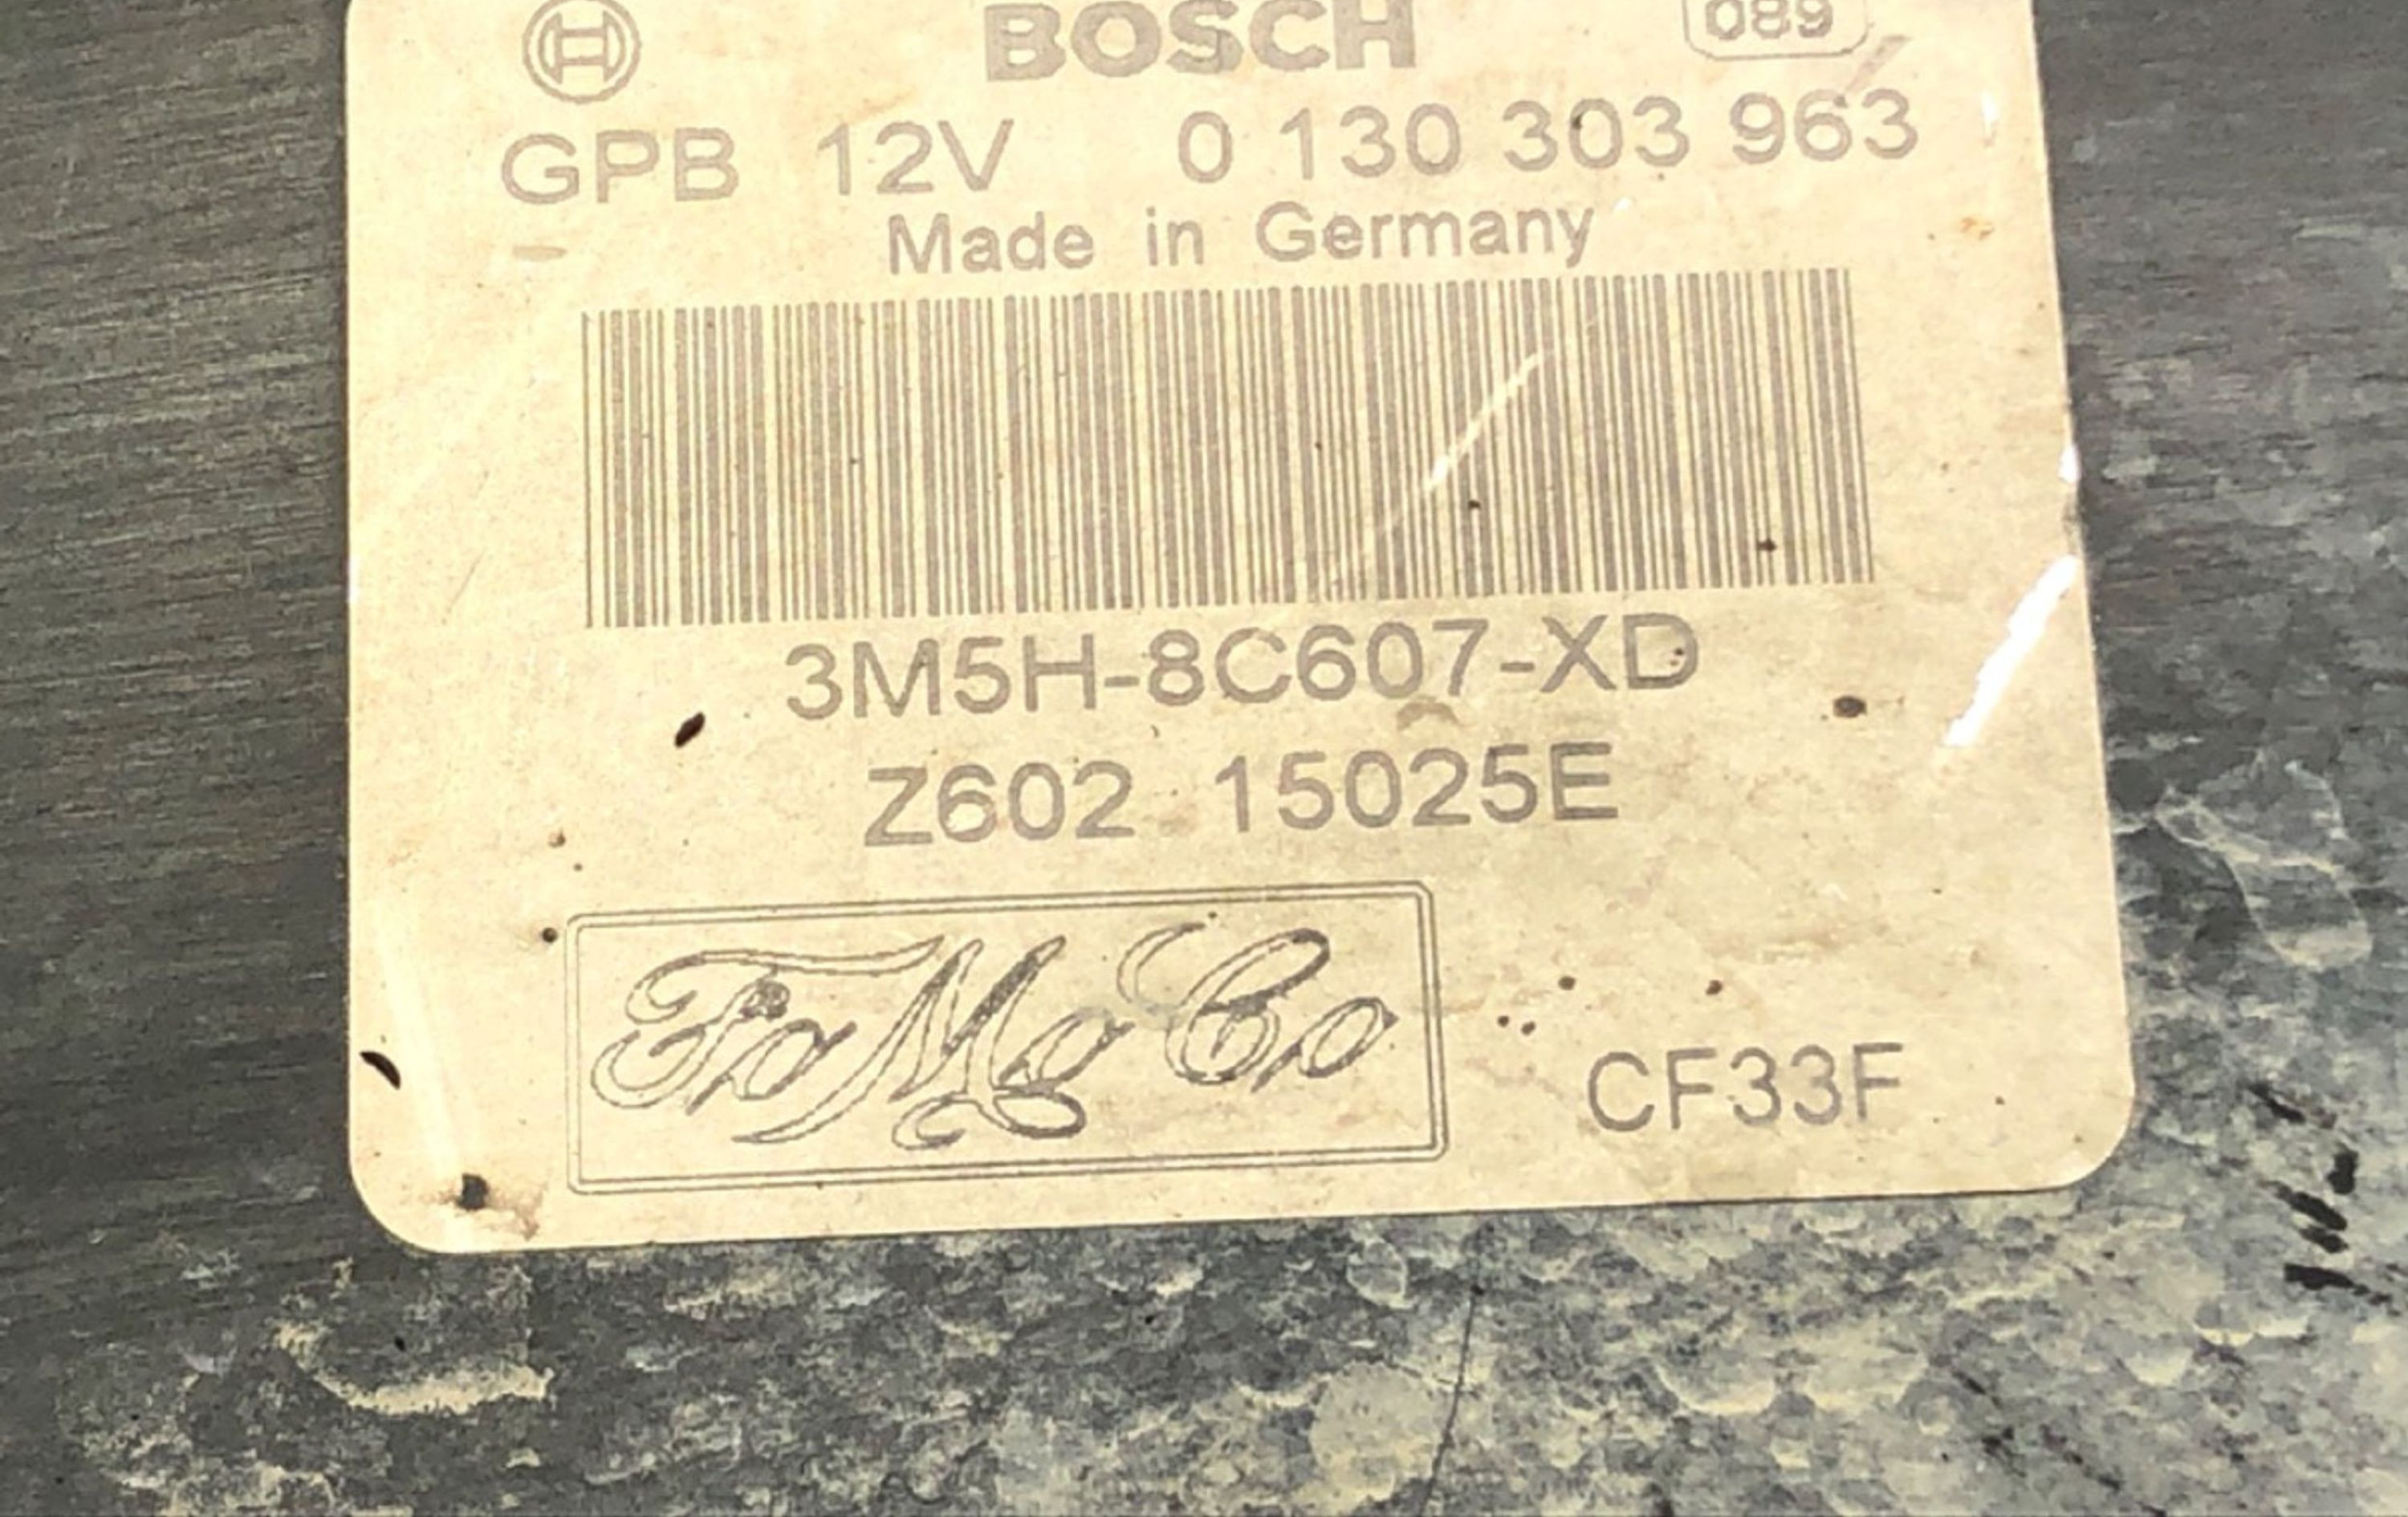 BOSCH 089
GPB 12V 0 130 303 963
Made in Germany
3M5H-8C607-XD
Z602 15025E
FoMoCo
CF33F